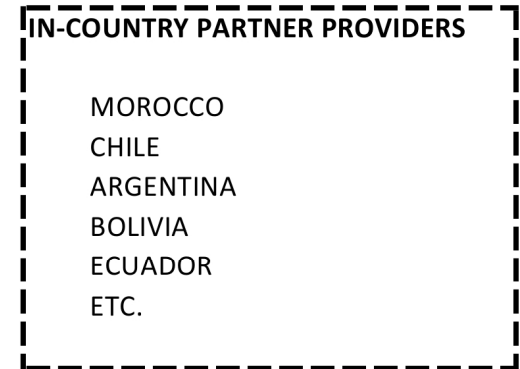 IN-COUNTRY PARTNER PROVIDERS
MOROCCO
CHILE
ARGENTINA
BOLIVIA
ECUADOR
ETC.